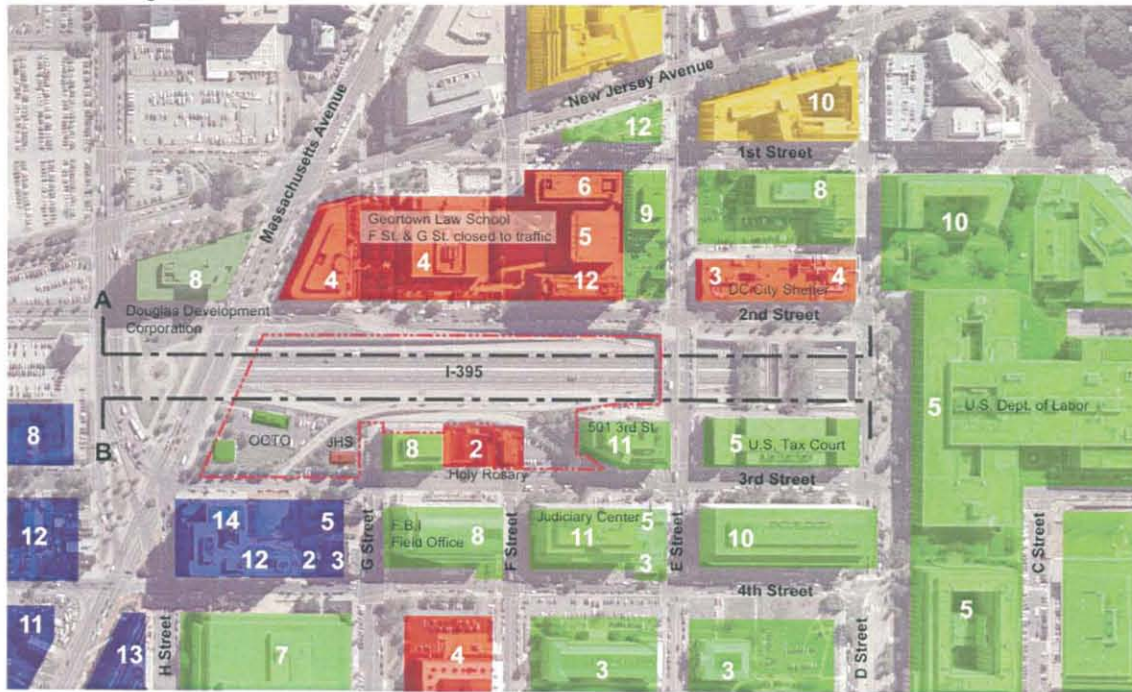 New Jersey Avenue
10
12
1st Street
Massachusetts Avenue
6
8
Geortown Law School
F St. & G St. closed to traffic
9
10
5
8
4
4
12
3
4
DC City Shelter
A
Douglas Development
Corporation
2nd Street
I-395
5
U.S. Dept. of Labor
8
B
OCTO
JHS
8
2
501 3rd St.
11
5
U.S. Tax Court
Holy Rosary
3rd Street
12
14
5
12
2
3
G Street
F.B.I
Field Office
8
F Street
Judiciary Center
5
11
3
E Street
10
C Street
4th Street
11
13
H Street
7
4
3
3
D Street
5